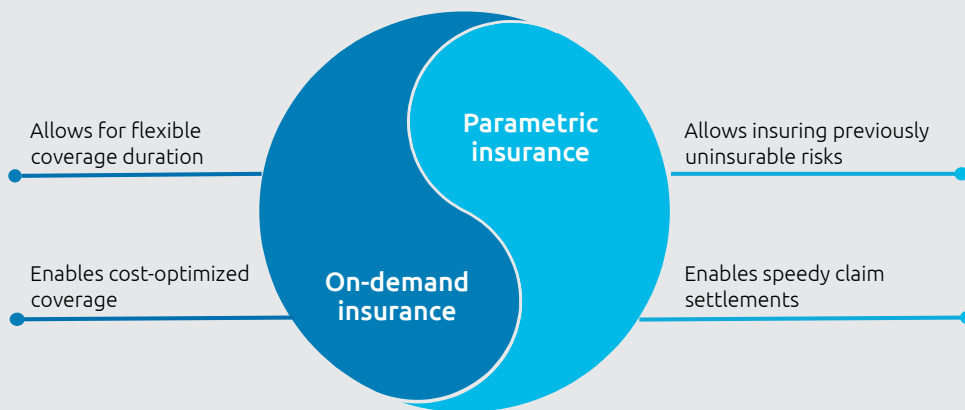 Allows for flexible
coverage duration
Enables cost-optimized
coverage
On-demand
insurance
Parametric
insurance
Allows insuring previously
uninsurable risks
Enables speedy claim
settlements